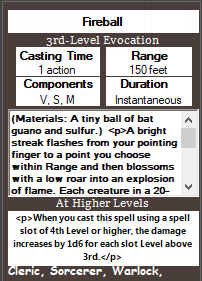 Fireball
3rd-Level Evocation
Casting Time
1 action
Range
150 feet
Components
V, S, M
Duration
Instantaneous
(Materials: A tiny ball of bat
guano and sulfur.) <p>A bright
streak flashes from your pointing
finger to a point you choose
within Range and then blossoms
with a low roar into an explosion
of flame. Each creature in a 20-
At Higher Levels
<p>When you cast this spell using a spell
slot of 4th Level or higher, the damage
increases by 1d6 for each slot Level above
3rd.</p>
Cleric, Sorcerer, Warlock,